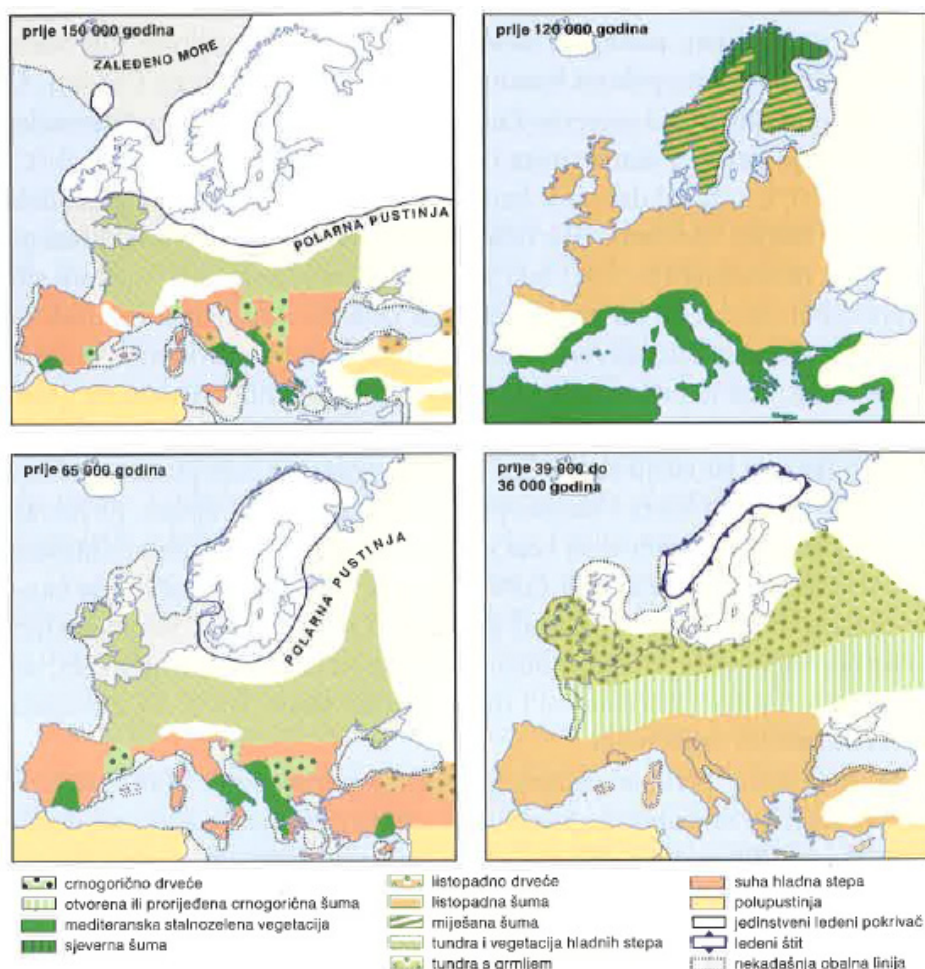 prije 150 000 godina
ZALEĐENO MORE
POLARNA PUSTINJA
prije 120 000 godina
prije 65 000 godina
POLARNA PUSTINJA
prije 39 000 do
36 000 godina
crnogorično drveće
otvorena ili prorijeđena crnogorična šuma
mediteranska stalnozelena vegetacija
sjeverna šuma
listopadno drveće
listopadna šuma
miješana šuma
tundra i vegetacija hladnih stepa
tundra s grmljem
suha hladna stepa
polupustinja
jedinstveni ledeni pokrivač
ledeni štit
nekadašnja obalna linija